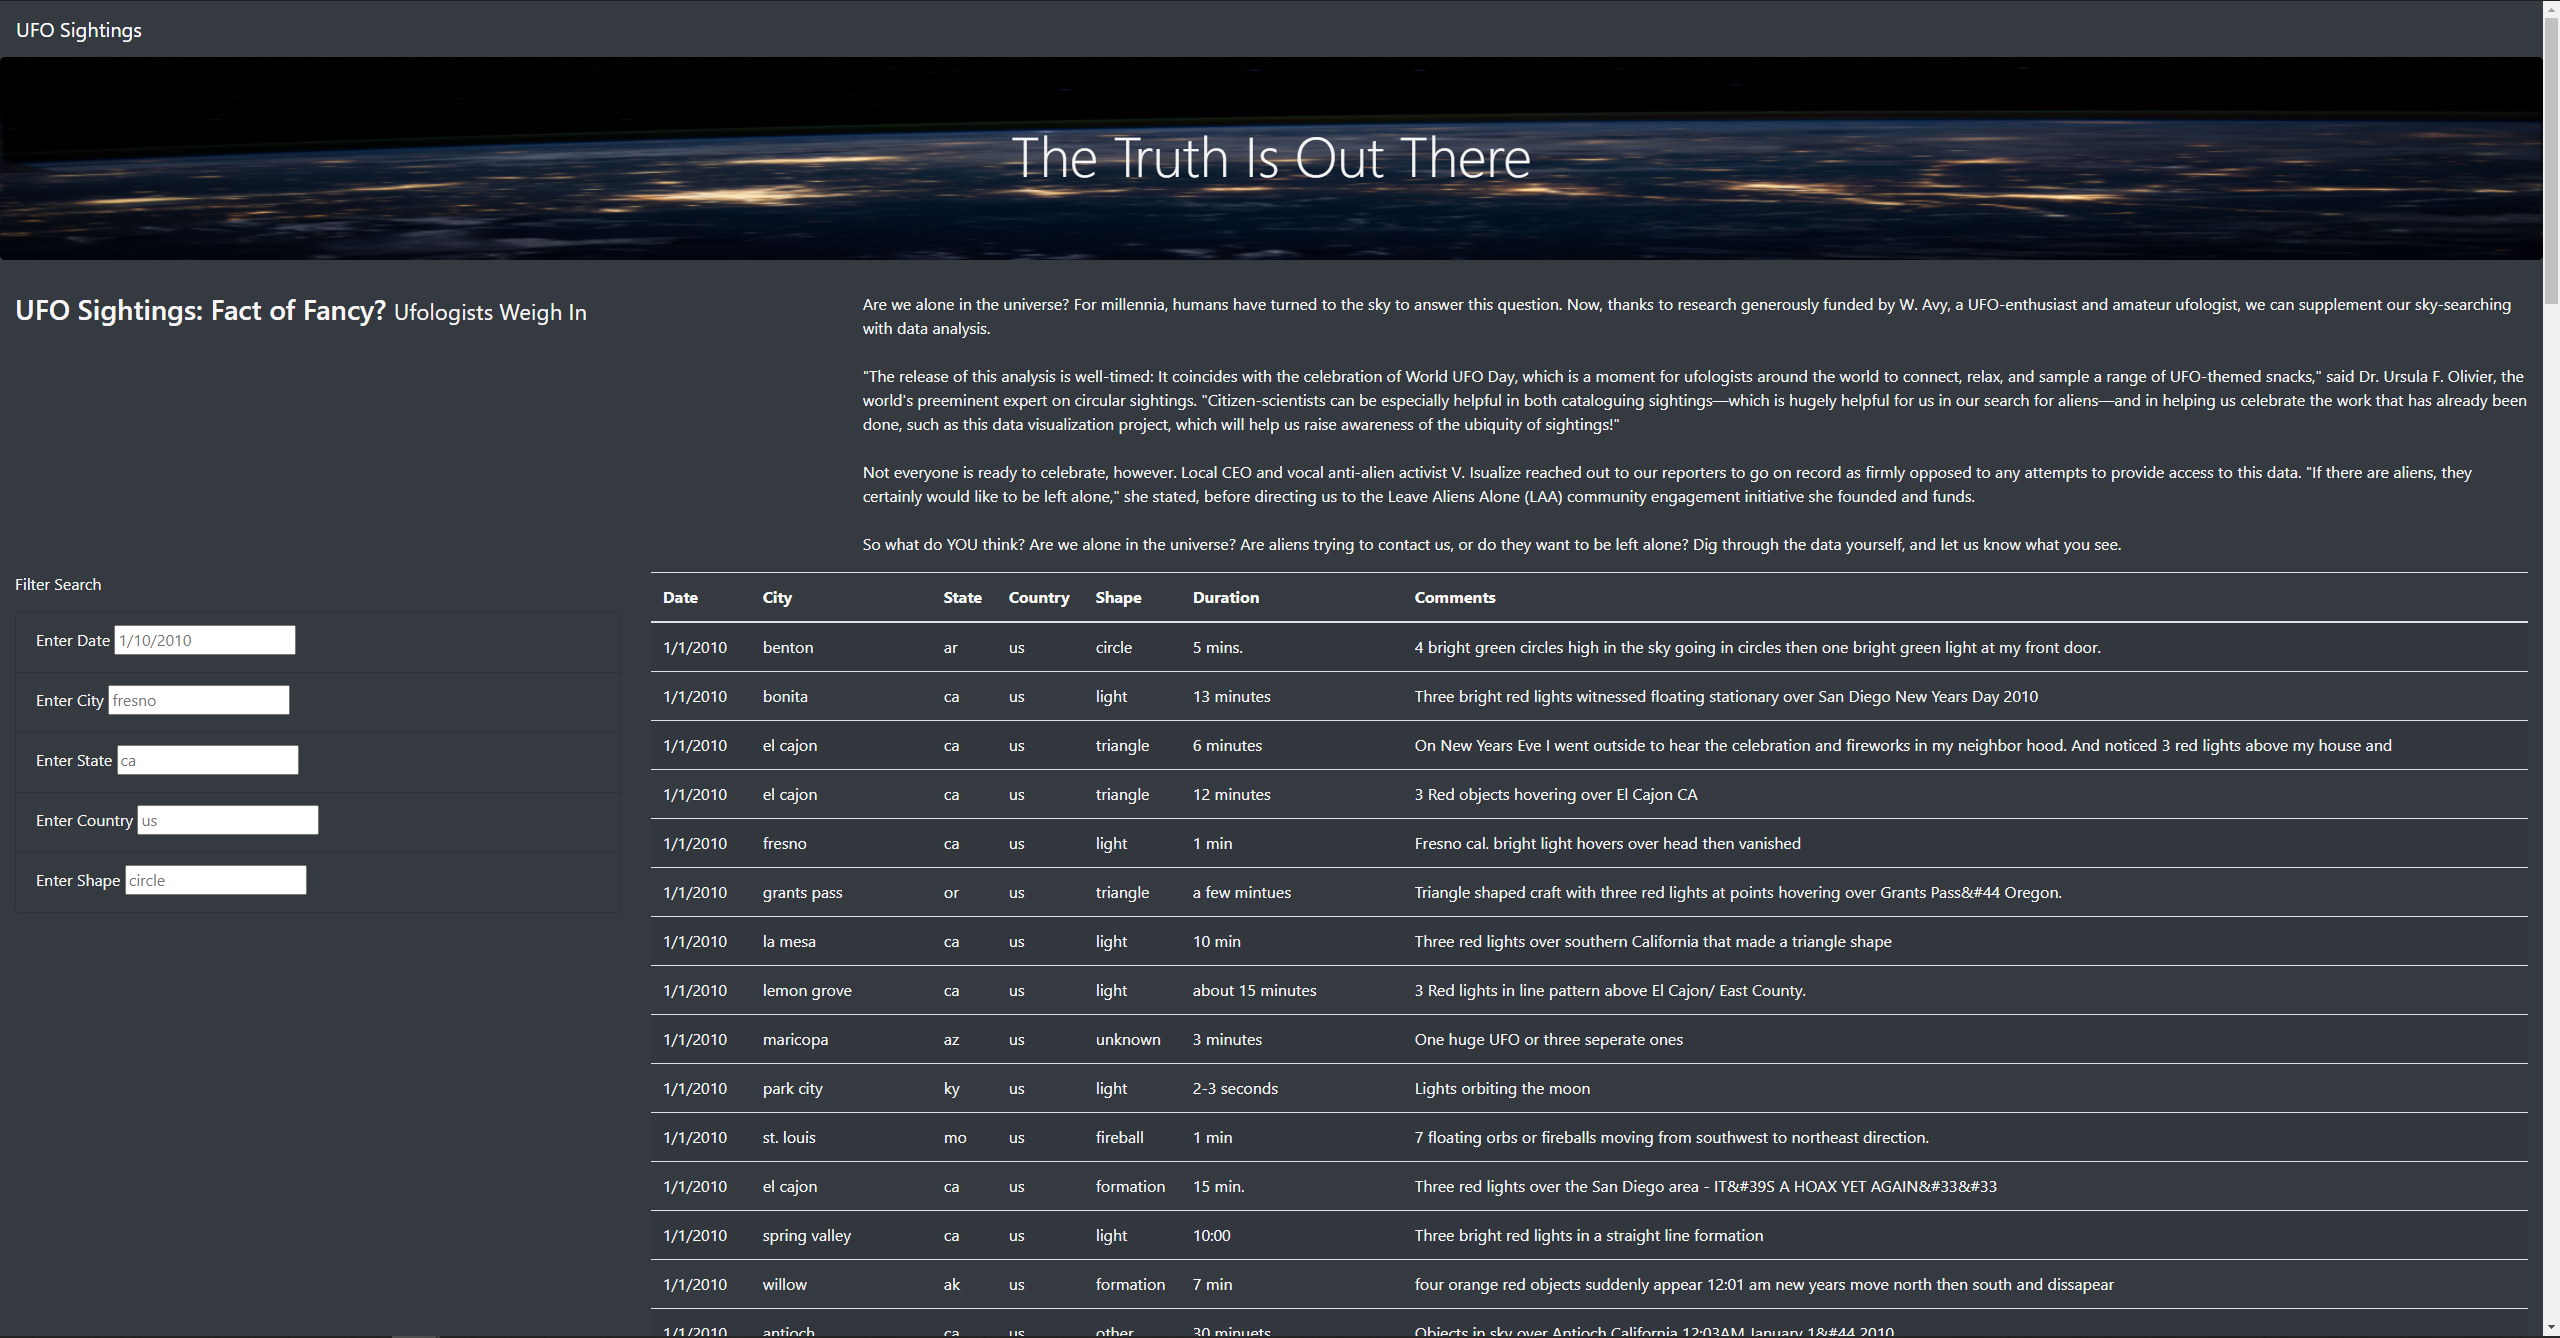 UFO Sightings
The Truth Is Out There
UFO Sightings: Fact of Fancy? Ufologists Weigh In
Are we alone in the universe? For millennia, humans have turned to the sky to answer this question. Now, thanks to research generously funded by W. Avy, a UFO-enthusiast and amateur ufologist, we can supplement our sky-searching
with data analysis.
"The release of this analysis is well-timed: It coincides with the celebration of World UFO Day, which is a moment for ufologists around the world to connect, relax, and sample a range of UFO-themed snacks," said Dr. Ursula F. Olivier, the
world's preeminent expert on circular sightings. "Citizen-scientists can be especially helpful in both cataloguing sightings—which is hugely helpful for us in our search for aliens—and in helping us celebrate the work that has already been
done, such as this data visualization project, which will help us raise awareness of the ubiquity of sightings!"
Not everyone is ready to celebrate, however. Local CEO and vocal anti-alien activist V. Isualize reached out to our reporters to go on record as firmly opposed to any attempts to provide access to this data. "If there are aliens, they
certainly would like to be left alone," she stated, before directing us to the Leave Aliens Alone (LAA) community engagement initiative she founded and funds.
So what do YOU think? Are we alone in the universe? Are aliens trying to contact us, or do they want to be left alone? Dig through the data yourself, and let us know what you see.
Filter Search
Enter Date 1/10/2010
Enter City fresno
Enter State ca
Enter Country us
Enter Shape circle
Date City State Country Shape Duration Comments
1/1/2010 benton ar us circle 5 mins. 4 bright green circles high in the sky going in circles then one bright green light at my front door.
1/1/2010 bonita ca us light 13 minutes Three bright red lights witnessed floating stationary over San Diego New Years Day 2010
1/1/2010 el cajon ca us triangle 6 minutes On New Years Eve I went outside to hear the celebration and fireworks in my neighbor hood. And noticed 3 red lights above my house and
1/1/2010 el cajon ca us triangle 12 minutes 3 Red objects hovering over El Cajon CA
1/1/2010 fresno ca us light 1 min Fresno cal. bright light hovers over head then vanished
1/1/2010 grants pass or us triangle a few mintues Triangle shaped craft with three red lights at points hovering over Grants Pass&#44 Oregon.
1/1/2010 la mesa ca us light 10 min Three red lights over southern California that made a triangle shape
1/1/2010 lemon grove ca us light about 15 minutes 3 Red lights in line pattern above El Cajon/ East County.
1/1/2010 maricopa az us unknown 3 minutes One huge UFO or three seperate ones
1/1/2010 park city ky us light 2-3 seconds Lights orbiting the moon
1/1/2010 st. louis mo us fireball 1 min 7 floating orbs or fireballs moving from southwest to northeast direction.
1/1/2010 el cajon ca us formation 15 min. Three red lights over the San Diego area - IT&#39S A HOAX YET AGAIN&#33&#33
1/1/2010 spring valley ca us light 10:00 Three bright red lights in a straight line formation
1/1/2010 willow ak us formation 7 min four orange red objects suddenly appear 12:01 am new years move north then south and dissapear
1/1/2010 antioch ca us other 30 minuets Objects in sky over Antioch California 12:03AM January 1&#44 2010